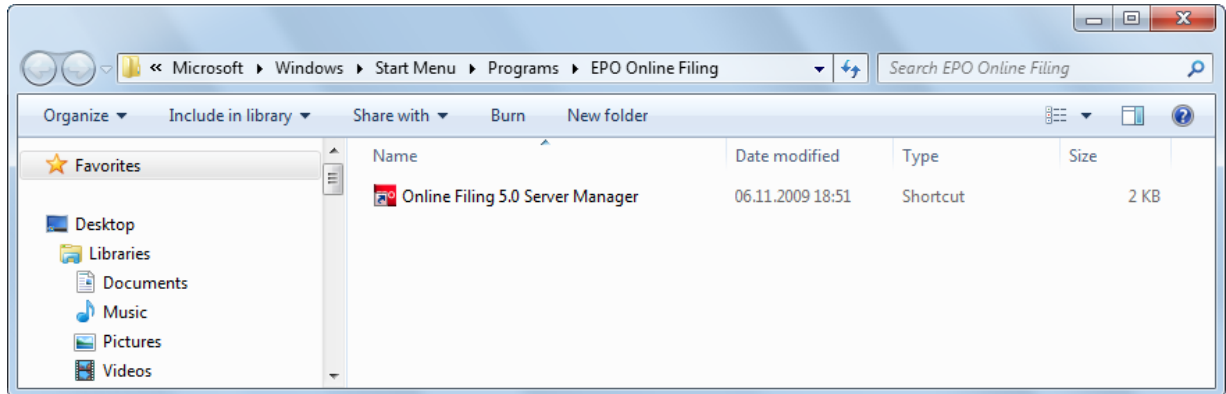 « Microsoft ▸ Windows ▸ Start Menu ▸ Programs ▸ EPO Online Filing
Search EPO Online Filing
Organize Include in library Share with Burn New folder
Favorites
Desktop
Libraries
Documents
Music
Pictures
Videos
Name Date modified Type Size
Online Filing 5.0 Server Manager 06.11.2009 18:51 Shortcut 2 KB